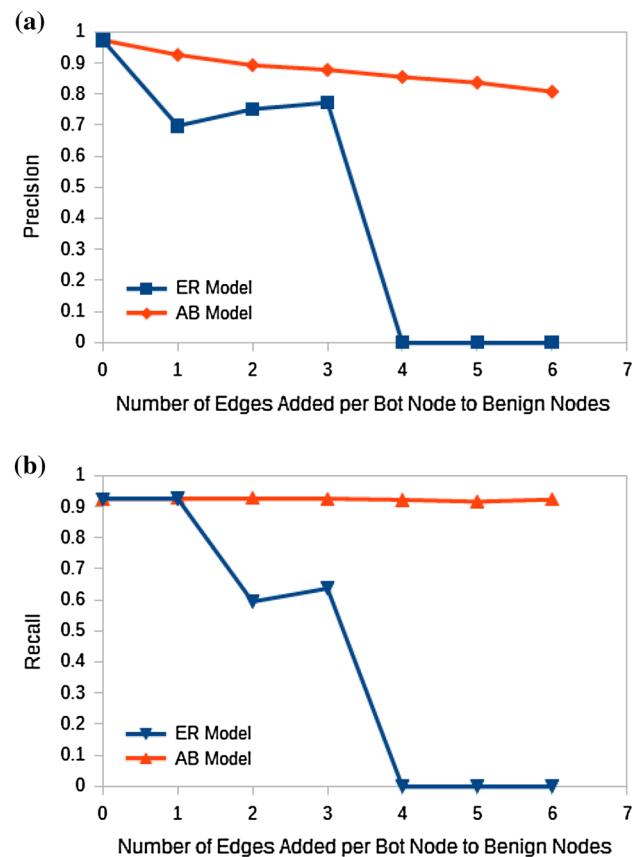 (a)
1
0.9
0.8
0.7
0.6
0.5
0.4
0.3
0.2
0.1
0
Precision
ER Model
AB Model
0 1 2 3 4 5 6 7
Number of Edges Added per Bot Node to Benign Nodes
(b)
1
0.9
0.8
0.7
0.6
0.5
0.4
0.3
0.2
0.1
0
Recall
ER Model
AB Model
0 1 2 3 4 5 6 7
Number of Edges Added per Bot Node to Benign Nodes